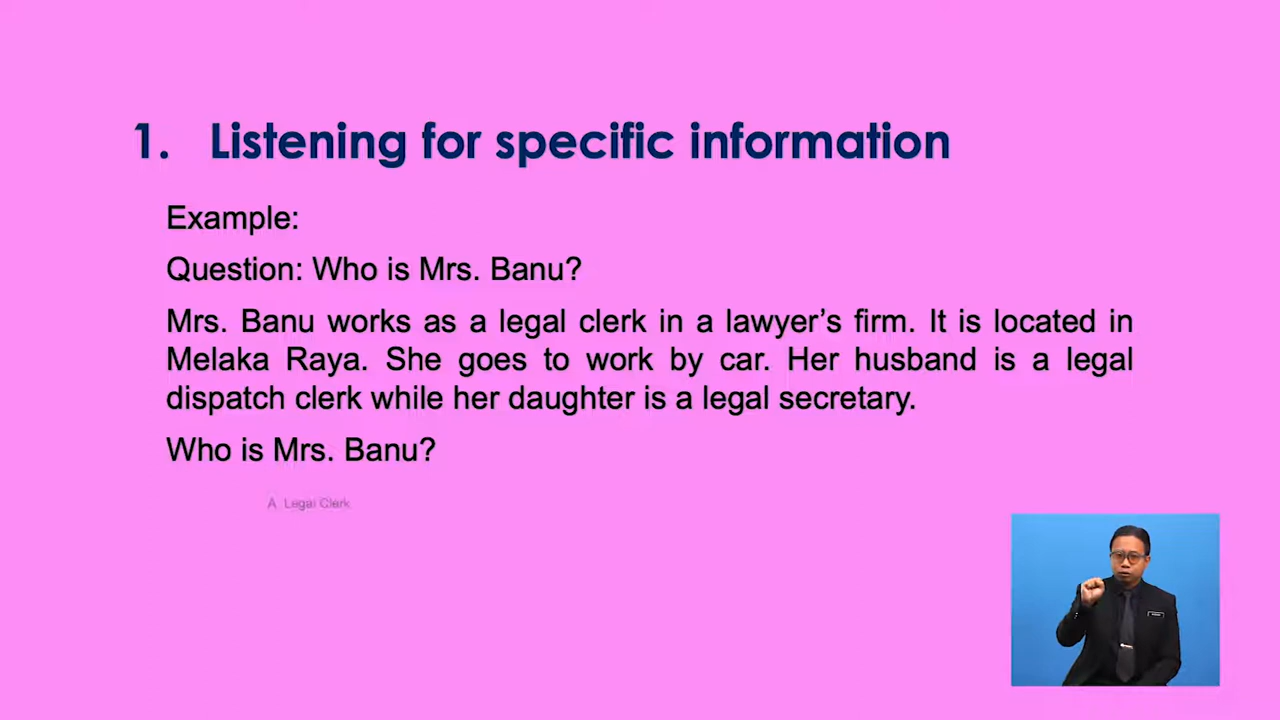 1. Listening for specific information
Example:
Question: Who is Mrs. Banu?
Mrs. Banu works as a legal clerk in a lawyer’s firm. It is located in
Melaka Raya. She goes to work by car. Her husband is a legal
dispatch clerk while her daughter is a legal secretary.
Who is Mrs. Banu?
A. Legal Clerk